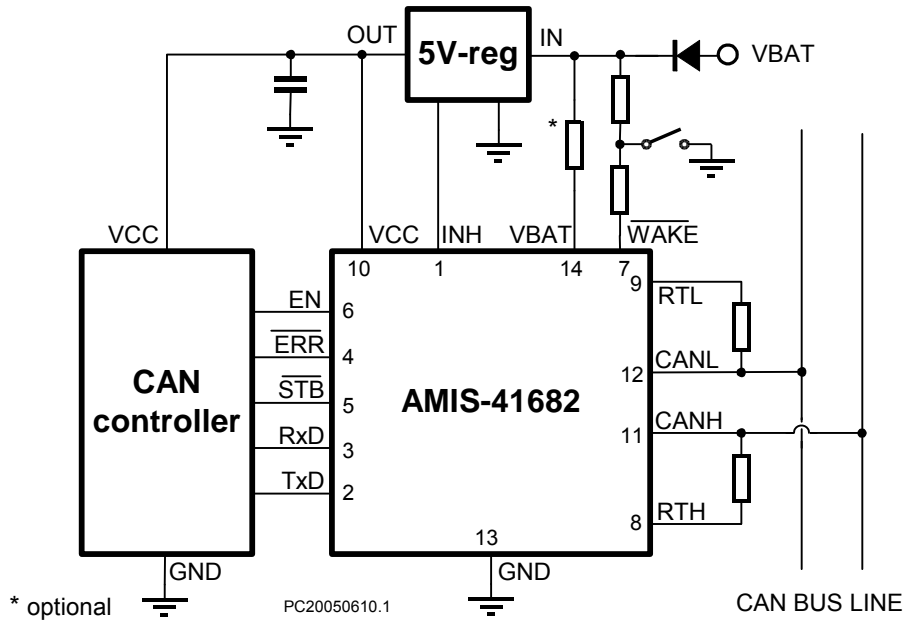 OUT
5V-reg
IN
VBAT
*
VCC
VCC
INH
VBAT
WAKE
10
1
14
7
9
RTL
EN
6
ERR
4
12
CANL
STB
5
CAN
controller
AMIS-41682
11
CANH
RxD
3
TxD
2
8
RTH
13
GND
GND
* optional
PC20050610.1
CAN BUS LINE